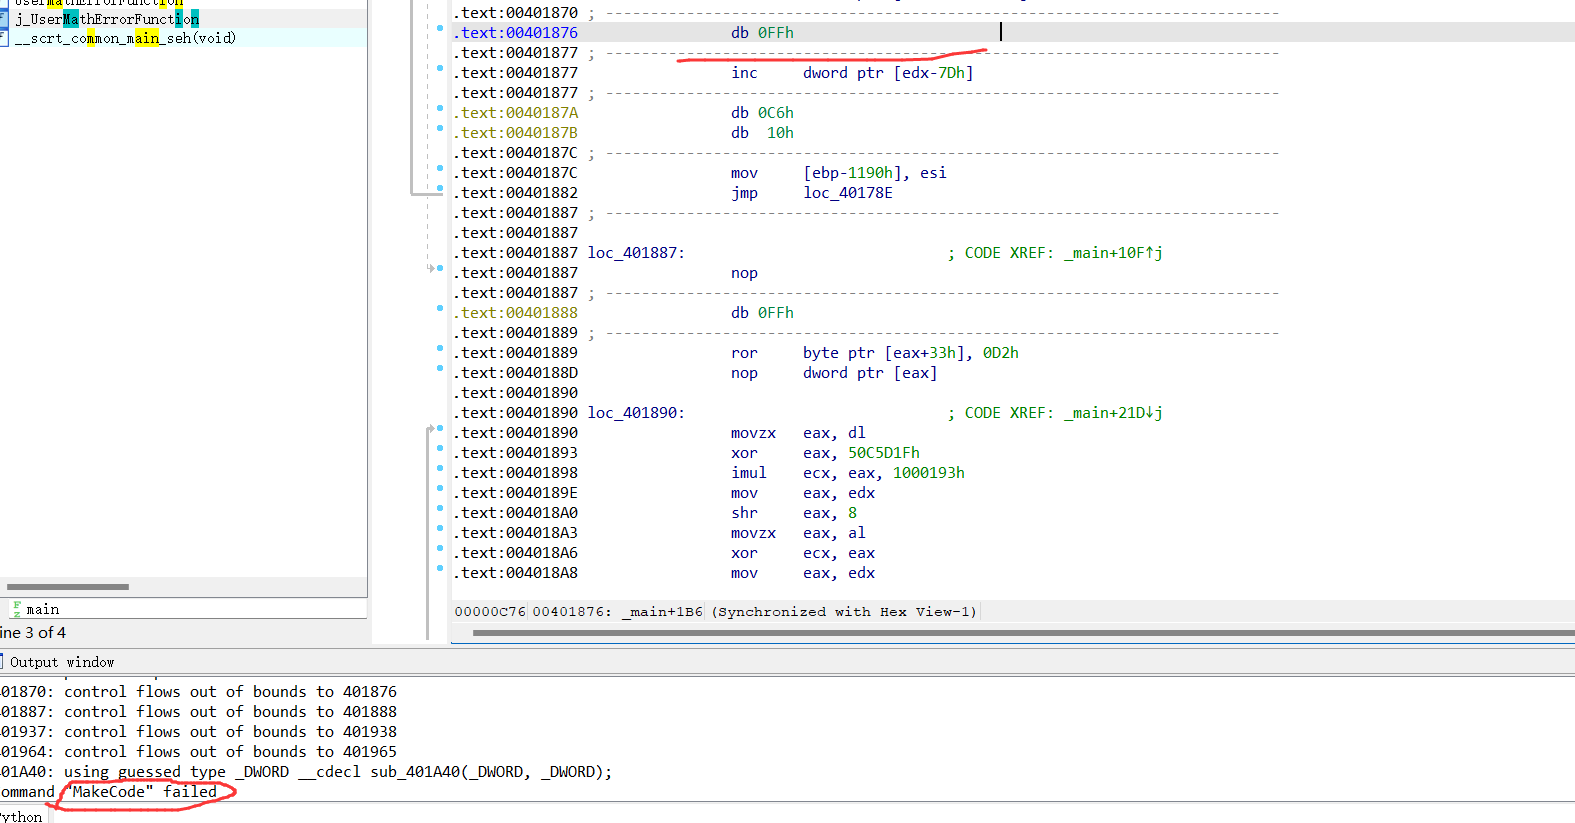 j_UserMathErrorFunction
__scrt_common_main_seh(void)
main
ine 3 of 4
.text:00401870 ; ---------------------------------------------------------------------------
.text:00401876 db 0FFh
.text:00401877 ; ---------------------------------------------------------------------------
.text:00401877 inc dword ptr [edx-7Dh]
.text:00401877 ; ---------------------------------------------------------------------------
.text:0040187A db 0C6h
.text:0040187B db 10h
.text:0040187C ; ---------------------------------------------------------------------------
.text:0040187C mov [ebp-1190h], esi
.text:00401882 jmp loc_40178E
.text:00401887 ; ---------------------------------------------------------------------------
.text:00401887
.text:00401887 loc_401887: ; CODE XREF: _main+10F↑j
.text:00401887 nop
.text:00401887 ; ---------------------------------------------------------------------------
.text:00401888 db 0FFh
.text:00401889 ; ---------------------------------------------------------------------------
.text:00401889 ror byte ptr [eax+33h], 0D2h
.text:0040188D nop dword ptr [eax]
.text:00401890
.text:00401890 loc_401890: ; CODE XREF: _main+21D↓j
.text:00401890 movzx eax, dl
.text:00401893 xor eax, 50C5D1Fh
.text:00401898 imul ecx, eax, 1000193h
.text:0040189E mov eax, edx
.text:004018A0 shr eax, 8
.text:004018A3 movzx eax, al
.text:004018A6 xor ecx, eax
.text:004018A8 mov eax, edx
00000C76 00401876: _main+1B6 (Synchronized with Hex View-1)
Output window
01870: control flows out of bounds to 401876
01887: control flows out of bounds to 401888
01937: control flows out of bounds to 401938
01964: control flows out of bounds to 401965
01A40: using guessed type _DWORD __cdecl sub_401A40(_DWORD, _DWORD);
ommand "MakeCode" failed
ython